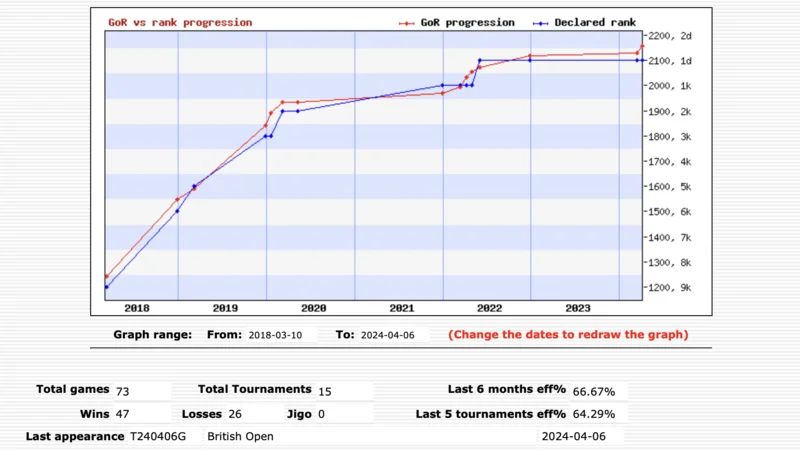 GoR vs rank progression GoR progression Declared rank
2200, 2d
2100, 1d
2000, 1k
1900, 2k
1800, 3k
1700, 4k
1600, 5k
1500, 6k
1400, 7k
1300, 8k
1200, 9k
2018 2019 2020 2021 2022 2023
Graph range: From: 2018-03-10 To: 2024-04-06 (Change the dates to redraw the graph)
Total games 73 Total Tournaments 15 Last 6 months eff% 66.67%
Wins 47 Losses 26 Jigo 0 Last 5 tournaments eff% 64.29%
Last appearance T240406G British Open 2024-04-06